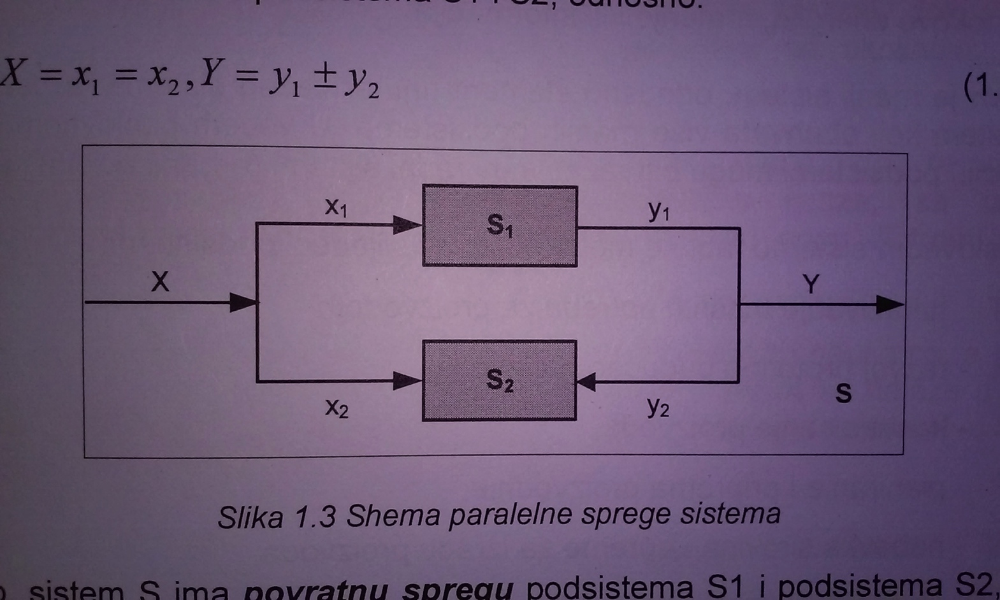 odnosno:
X = x₁ = x₂, Y = y₁ ± y₂ (1.
x₁ S₁ y₁
X Y
S₂ S
x₂ y₂
Slika 1.3 Shema paralelne sprege sistema
sistem S ima povratnu spregu podsistema S1 i podsistema S2,